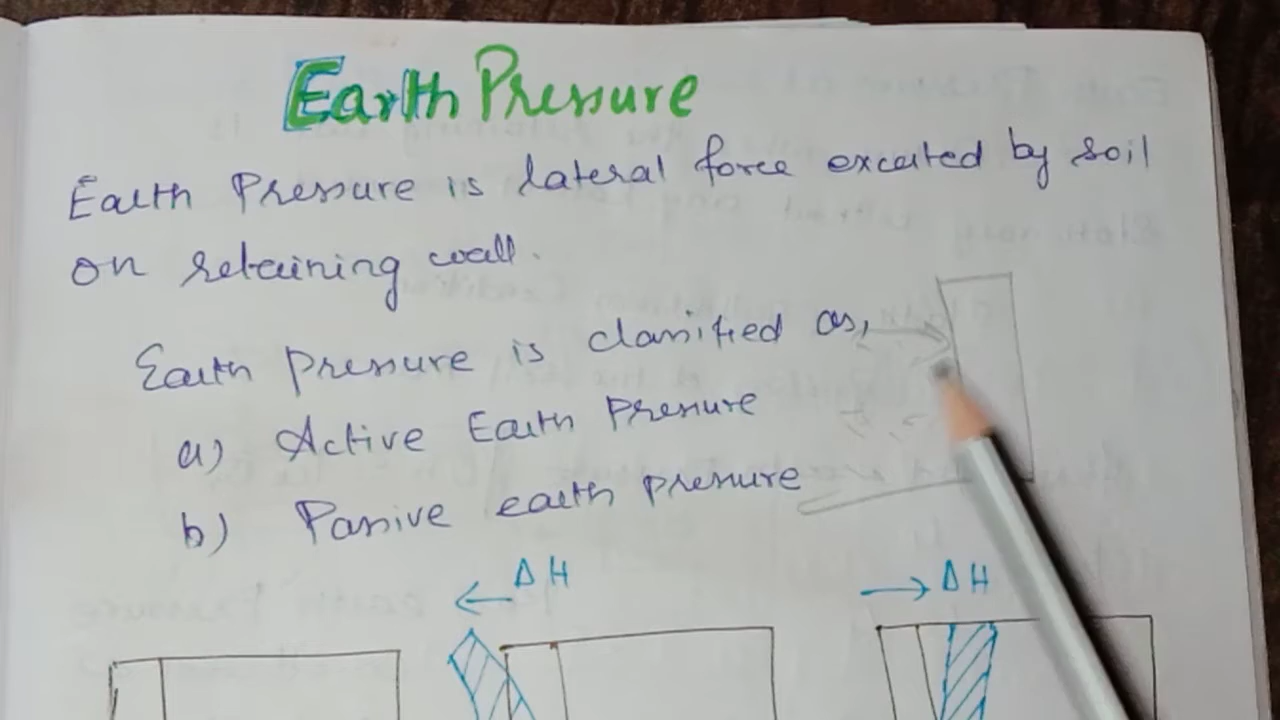 Earth Pressure
Earth Pressure is lateral force excuted by soil
on retaining wall.
Earth pressure is classified as,
a) Active Earth Pressure
b) Passive earth pressure
ΔH
ΔH